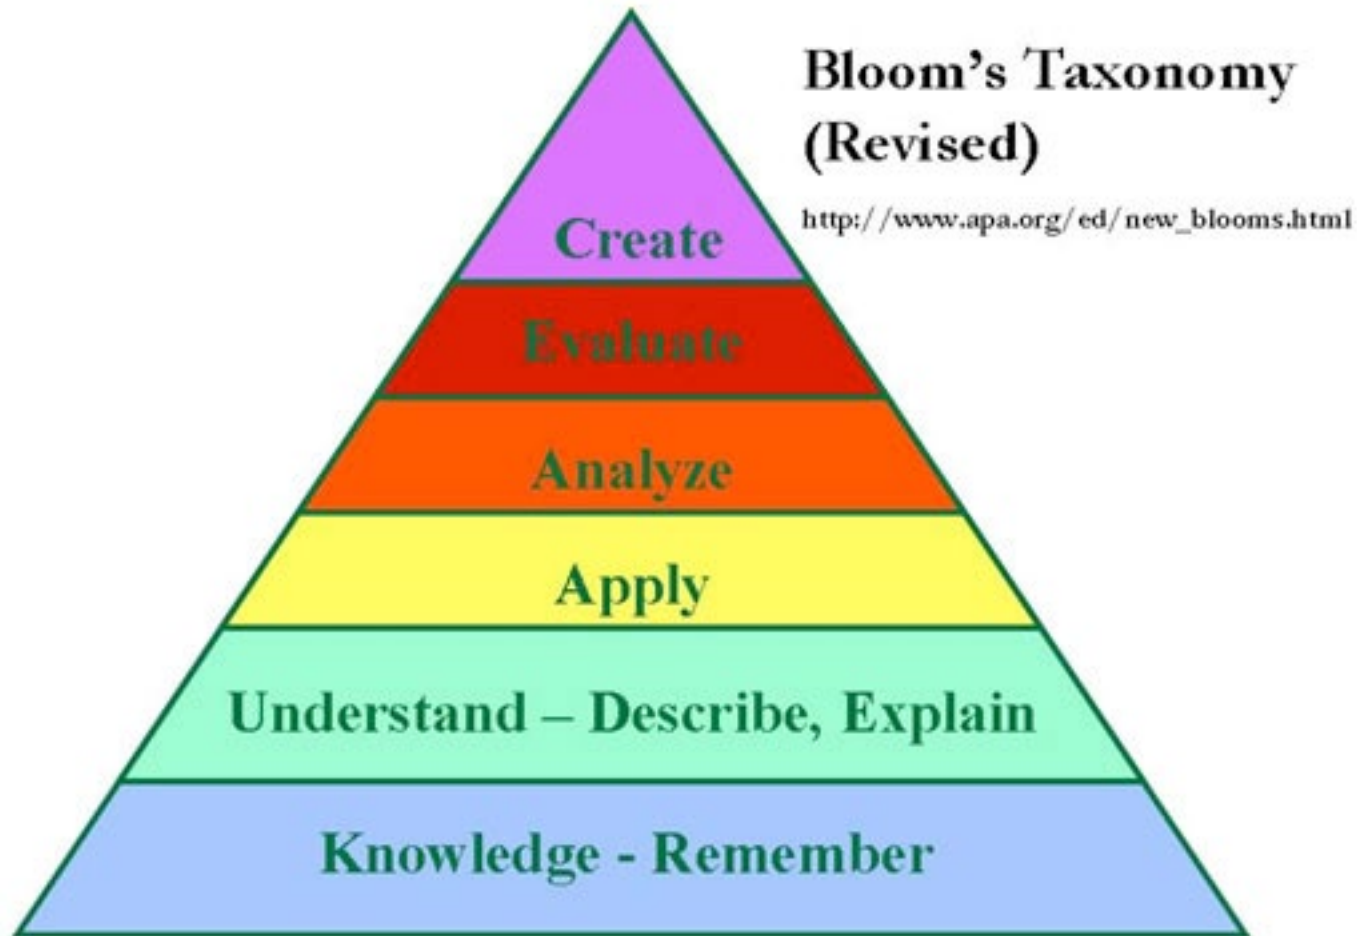 Bloom's Taxonomy
(Revised)
http://www.apa.org/ed/new_blooms.html
Create
Evaluate
Analyze
Apply
Understand – Describe, Explain
Knowledge - Remember